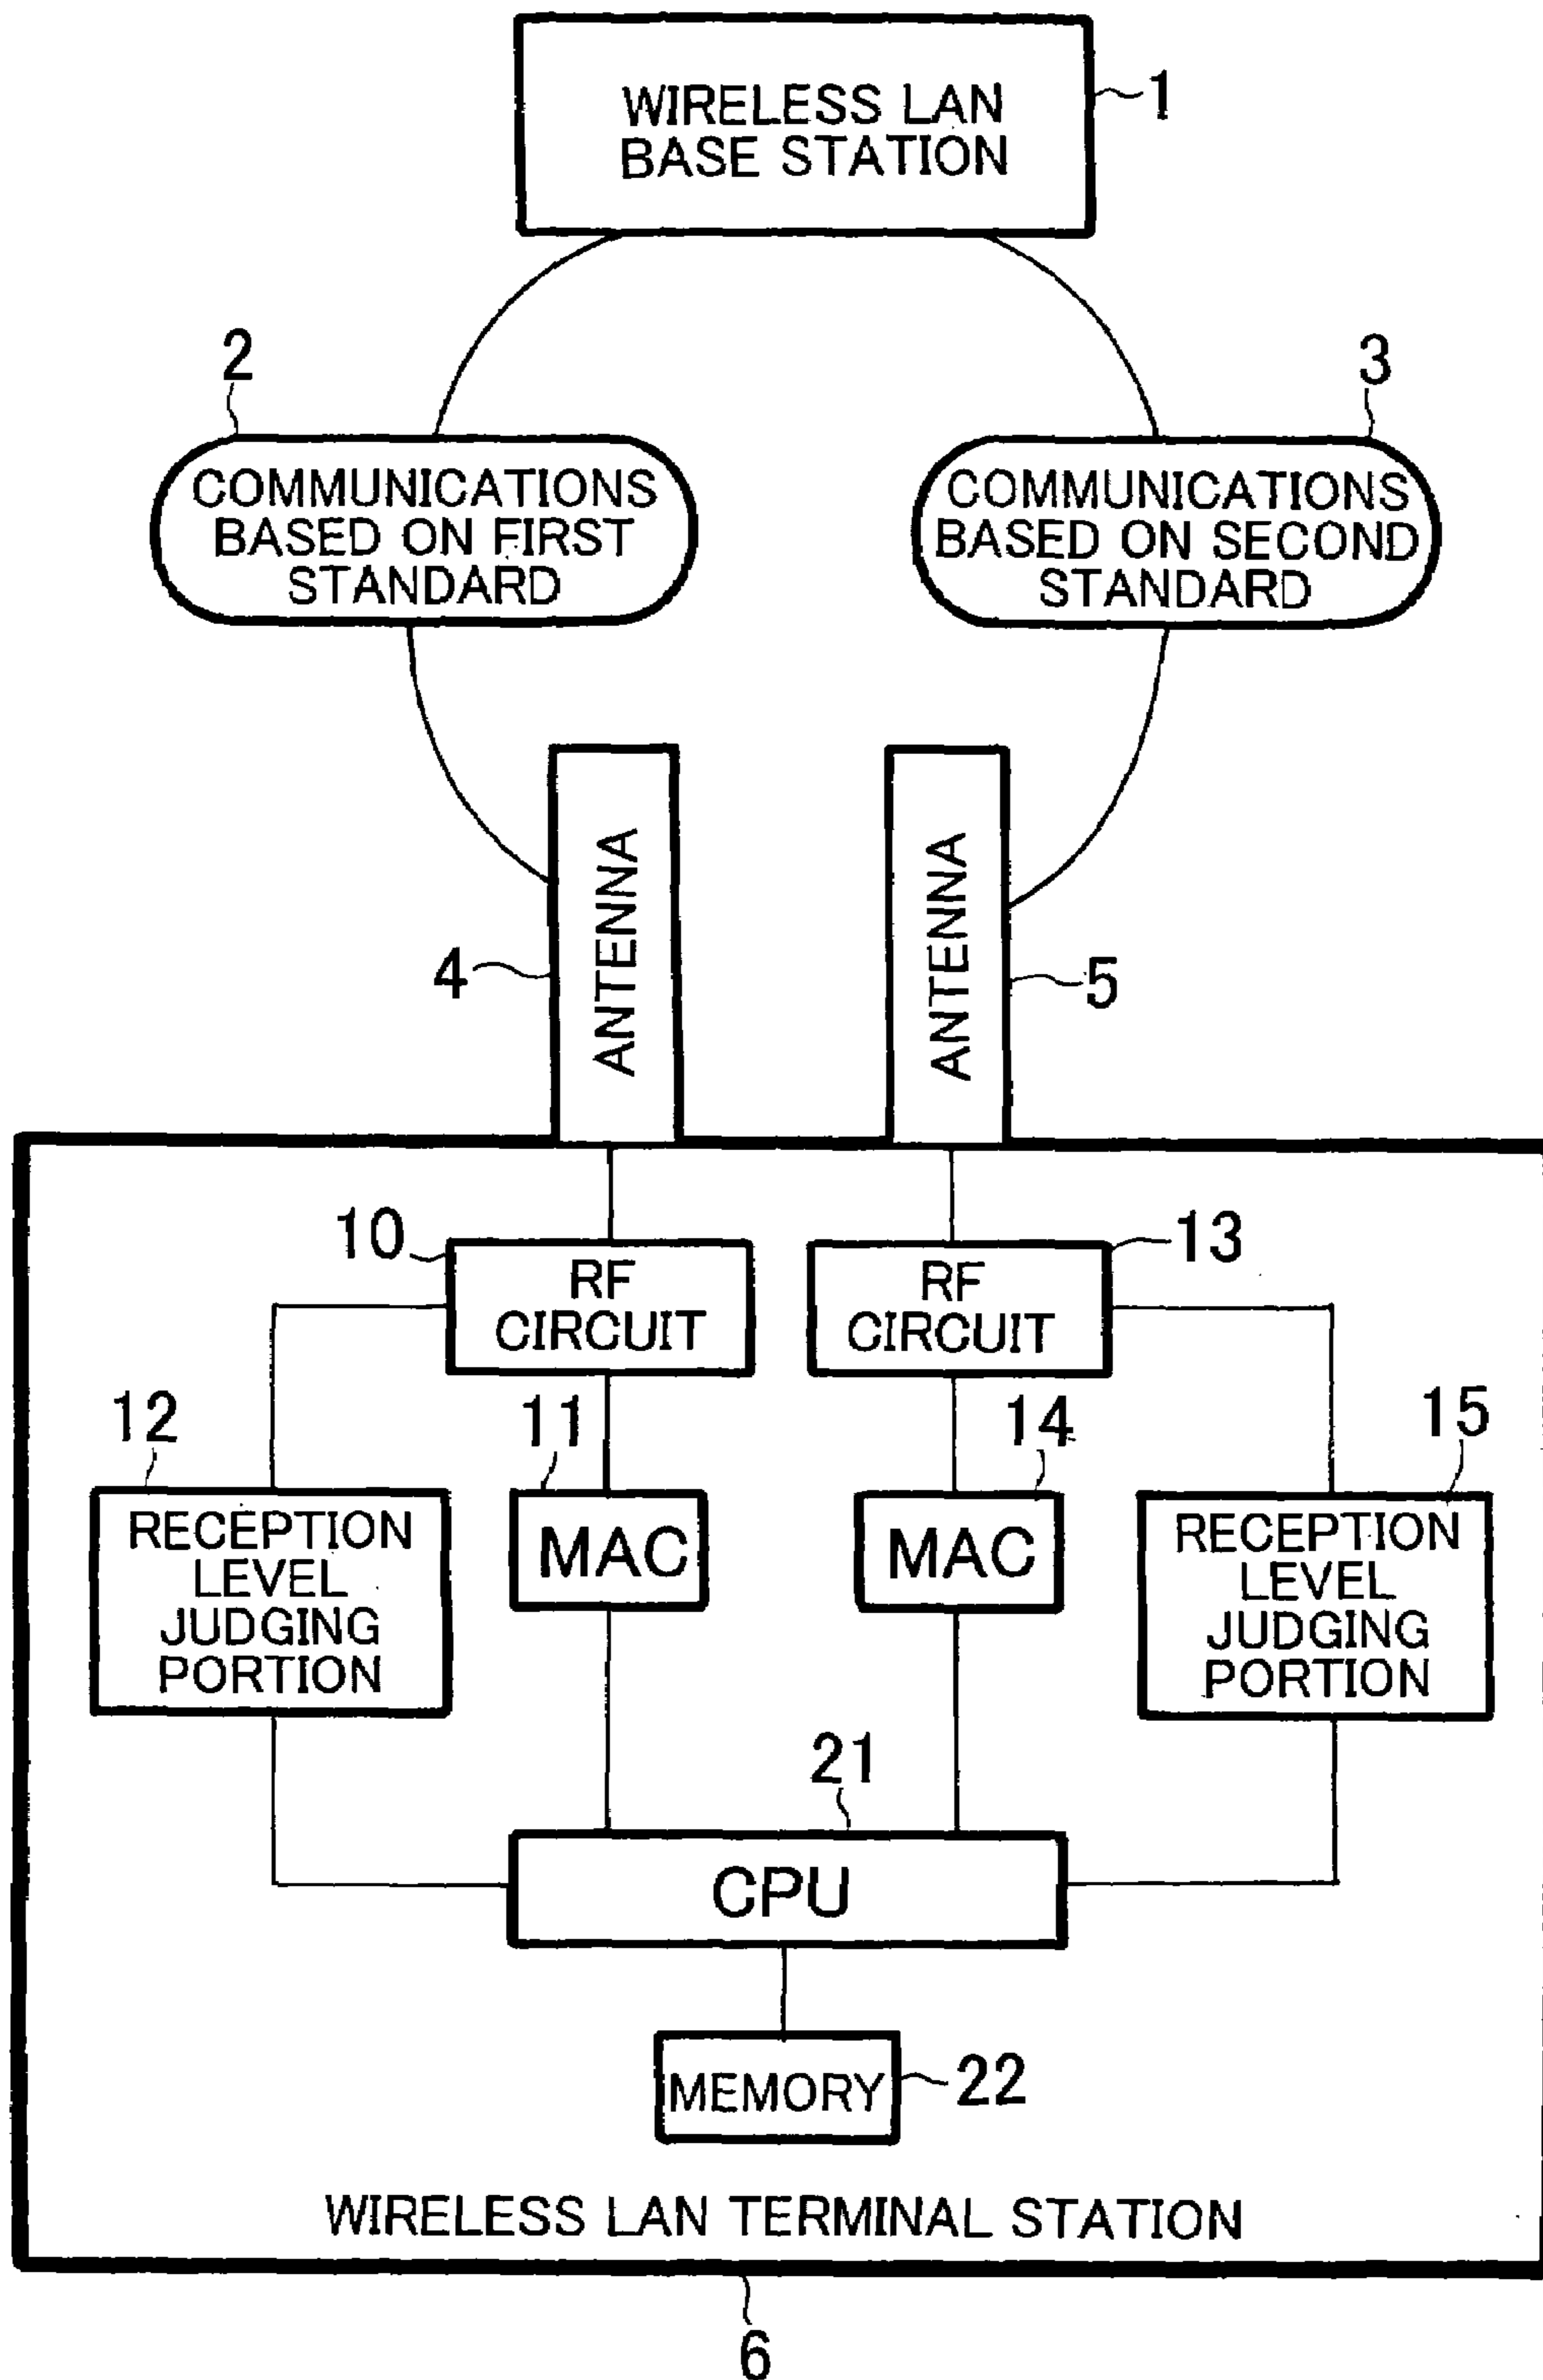 WIRELESS LAN
BASE STATION
1
2
3
COMMUNICATIONS
BASED ON FIRST
STANDARD
COMMUNICATIONS
BASED ON SECOND
STANDARD
ANTENNA
ANTENNA
4
5
10
RF
CIRCUIT
RF
CIRCUIT
13
12
11
14
15
RECEPTION
LEVEL
JUDGING
PORTION
MAC
MAC
RECEPTION
LEVEL
JUDGING
PORTION
21
CPU
MEMORY
22
WIRELESS LAN TERMINAL STATION
6